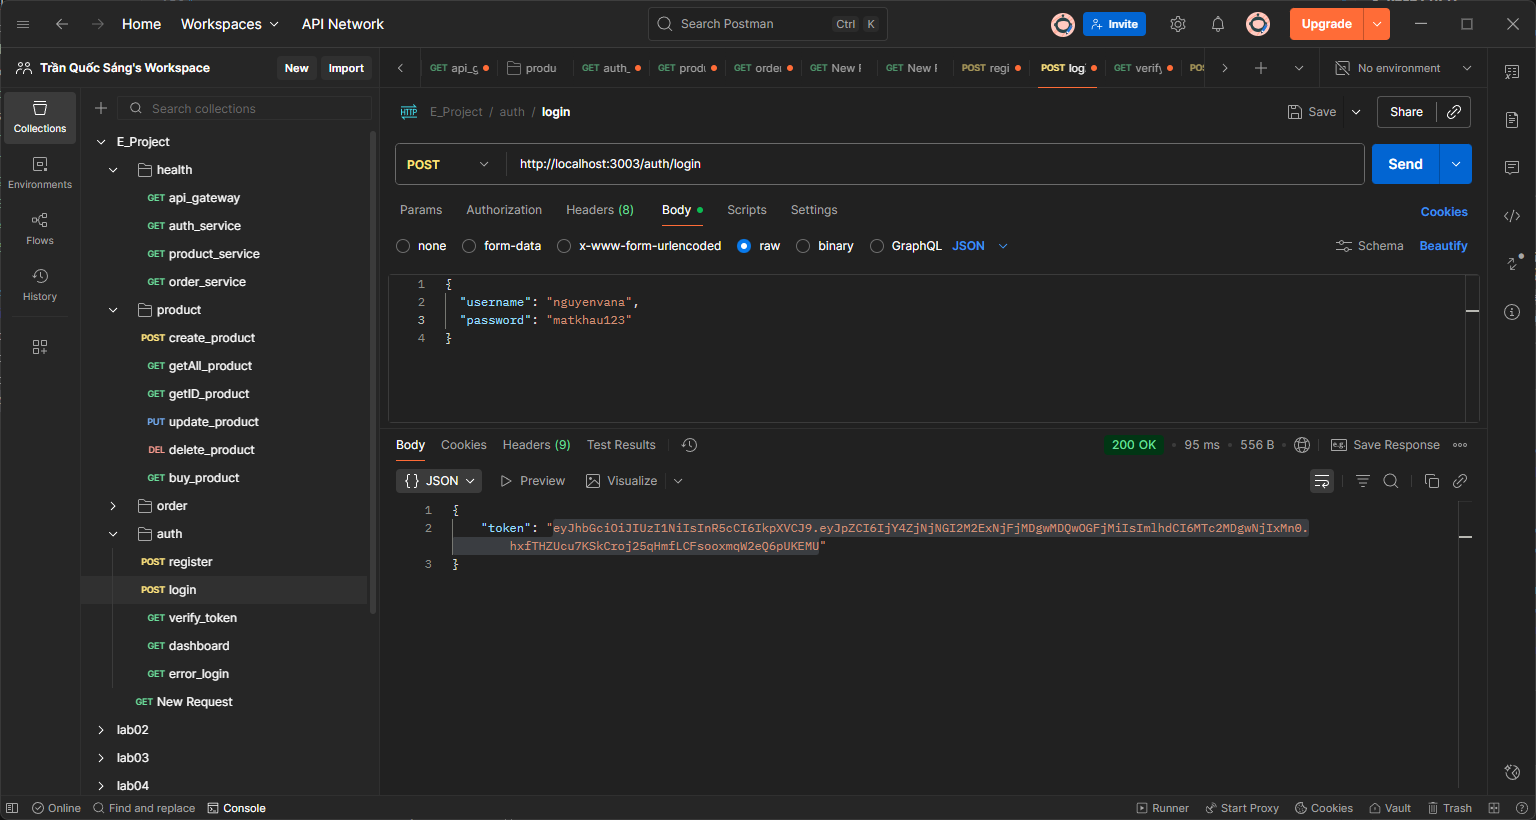 Home Workspaces API Network Search Postman Ctrl K Invite Upgrade
Trần Quốc Sáng's Workspace New Import
GET api_g produ GET auth_ GET produ GET order GET New F GET New F POST regi POST log GET verify POS No environment
Collections
Environments
Flows
History
Search collections
E_Project
health
GET api_gateway
GET auth_service
GET product_service
GET order_service
product
POST create_product
GET getAll_product
GET getID_product
PUT update_product
DEL delete_product
GET buy_product
order
auth
POST register
POST login
GET verify_token
GET dashboard
GET error_login
GET New Request
lab02
lab03
lab04
HTTP E_Project / auth / login Save Share
POST http://localhost:3003/auth/login Send
Params Authorization Headers (8) Body Scripts Settings Cookies
none form-data x-www-form-urlencoded raw binary GraphQL JSON Schema Beautify
1 {
2 "username": "nguyenvana",
3 "password": "matkhau123"
4 }
Body Cookies Headers (9) Test Results 200 OK • 95 ms • 556 B • e.g. Save Response
{} JSON Preview Visualize
1 {
2 "token": "eyJhbGciOiJIUzI1NiIsInR5cCI6IkpXVCJ9.eyJpZCI6IjY4ZjNjNGI2M2ExNjFjMDgwMDQwOGFjMiIsImlhdCI6MTc2MDgwNjIxMn0.
hxfTHZUcu7KSkCroj25qHmfLCFsooxmqW2eQ6pUKEMU"
3 }
Online Find and replace Console Runner Start Proxy Cookies Vault Trash